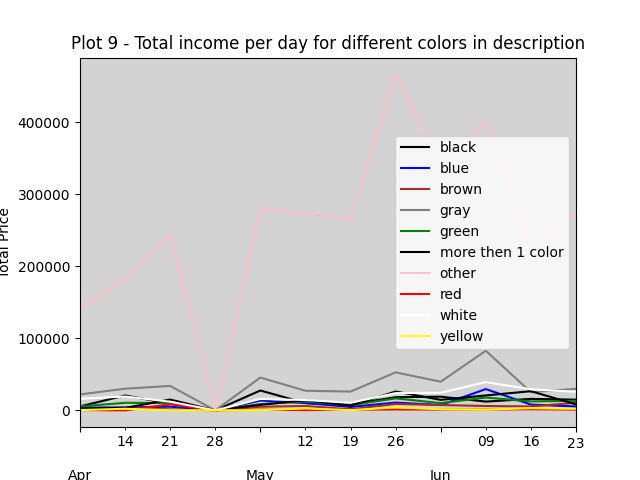 Plot 9 - Total income per day for different colors in description
Total Price
400000
300000
200000
100000
0
black
blue
brown
gray
green
more then 1 color
other
red
white
yellow
14 21 28 12 19 26 09 16 23
Apr May Jun